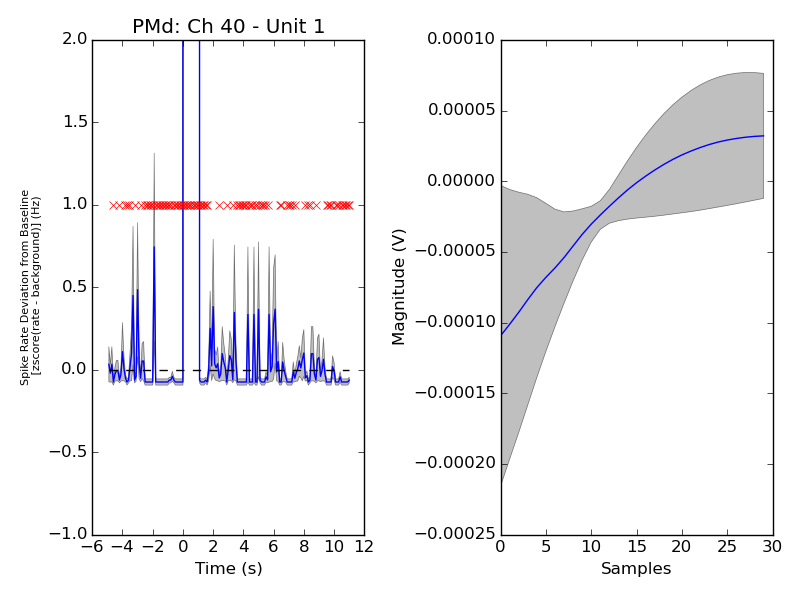 PMd: Ch 40 - Unit 1
2.0
1.5
1.0
0.5
0.0
−0.5
−1.0
−6 −4 −2 0 2 4 6 8 10 12
Time (s)
Spike Rate Deviation from Baseline
[zscore(rate - background)] (Hz)
0.00010
0.00005
0.00000
−0.00005
−0.00010
−0.00015
−0.00020
−0.00025
0 5 10 15 20 25 30
Samples
Magnitude (V)